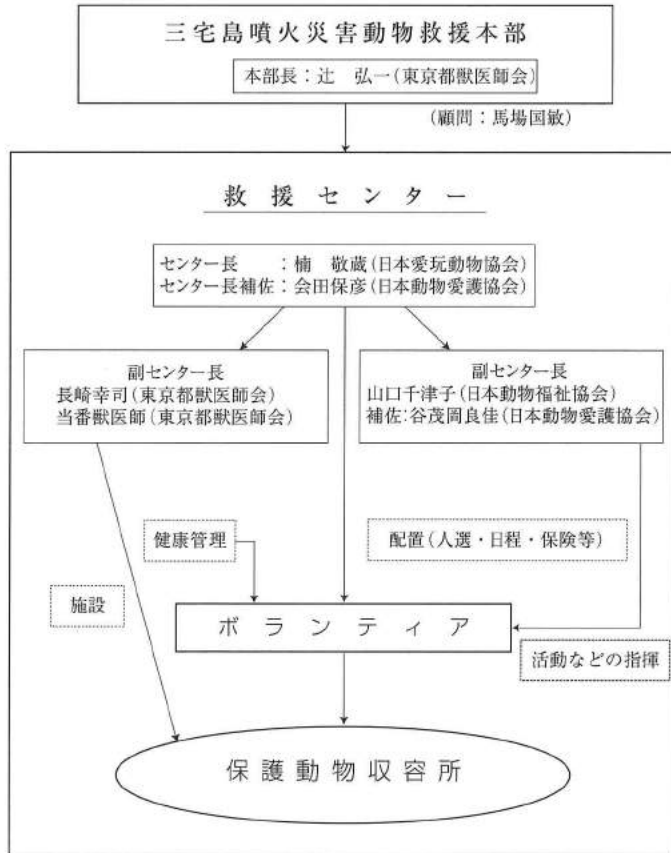 三宅島噴火災害動物救援本部
本部長：辻　弘一(東京都獣医師会)
(顧問：馬場国敏)
救援センター
センター長　　：楠　敬蔵(日本愛玩動物協会)
センター長補佐：会田保彦(日本動物愛護協会)
副センター長
長崎幸司(東京都獣医師会)
当番獣医師(東京都獣医師会)
副センター長
山口千津子(日本動物福祉協会)
補佐：谷茂岡良佳(日本動物愛護協会)
健康管理
配置(人選・日程・保険等)
施設
ボランティア
活動などの指揮
保護動物収容所